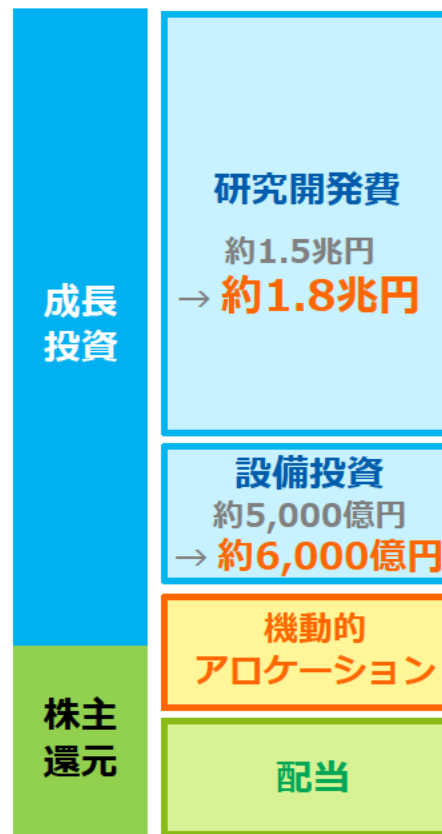 成長
投資
研究開発費
約1.5兆円
→ 約1.8兆円
設備投資
約5,000億円
→ 約6,000億円
機動的
アロケーション
株主
還元
配当